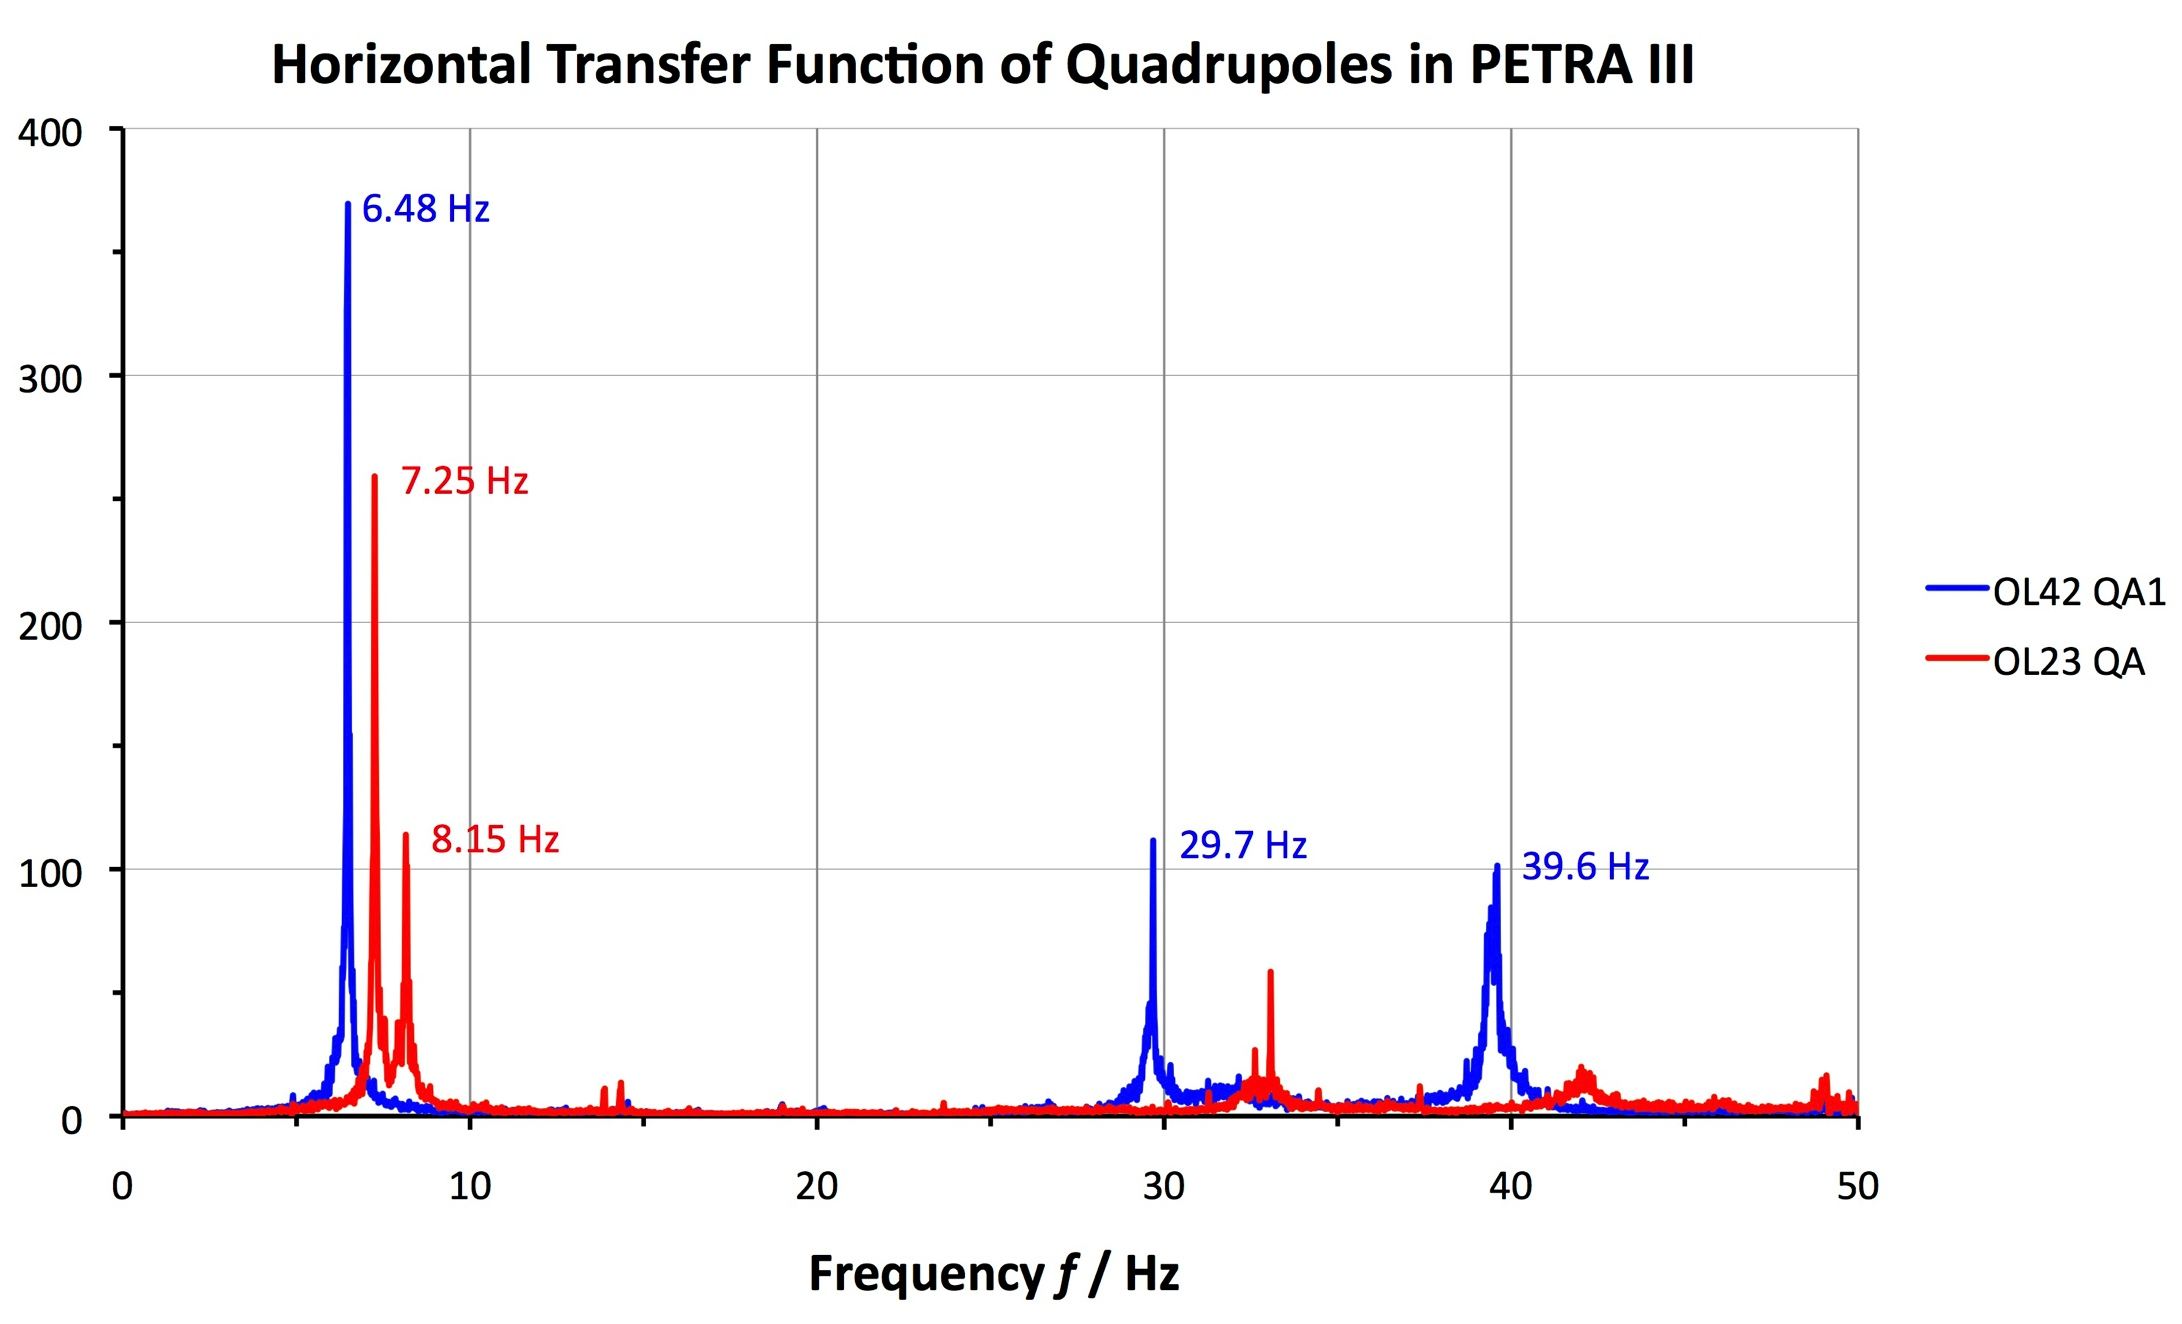 Horizontal Transfer Function of Quadrupoles in PETRA III
400
300
200
100
0
6.48 Hz
7.25 Hz
8.15 Hz
29.7 Hz
39.6 Hz
OL42 QA1
OL23 QA
0 10 20 30 40 50
Frequency f / Hz